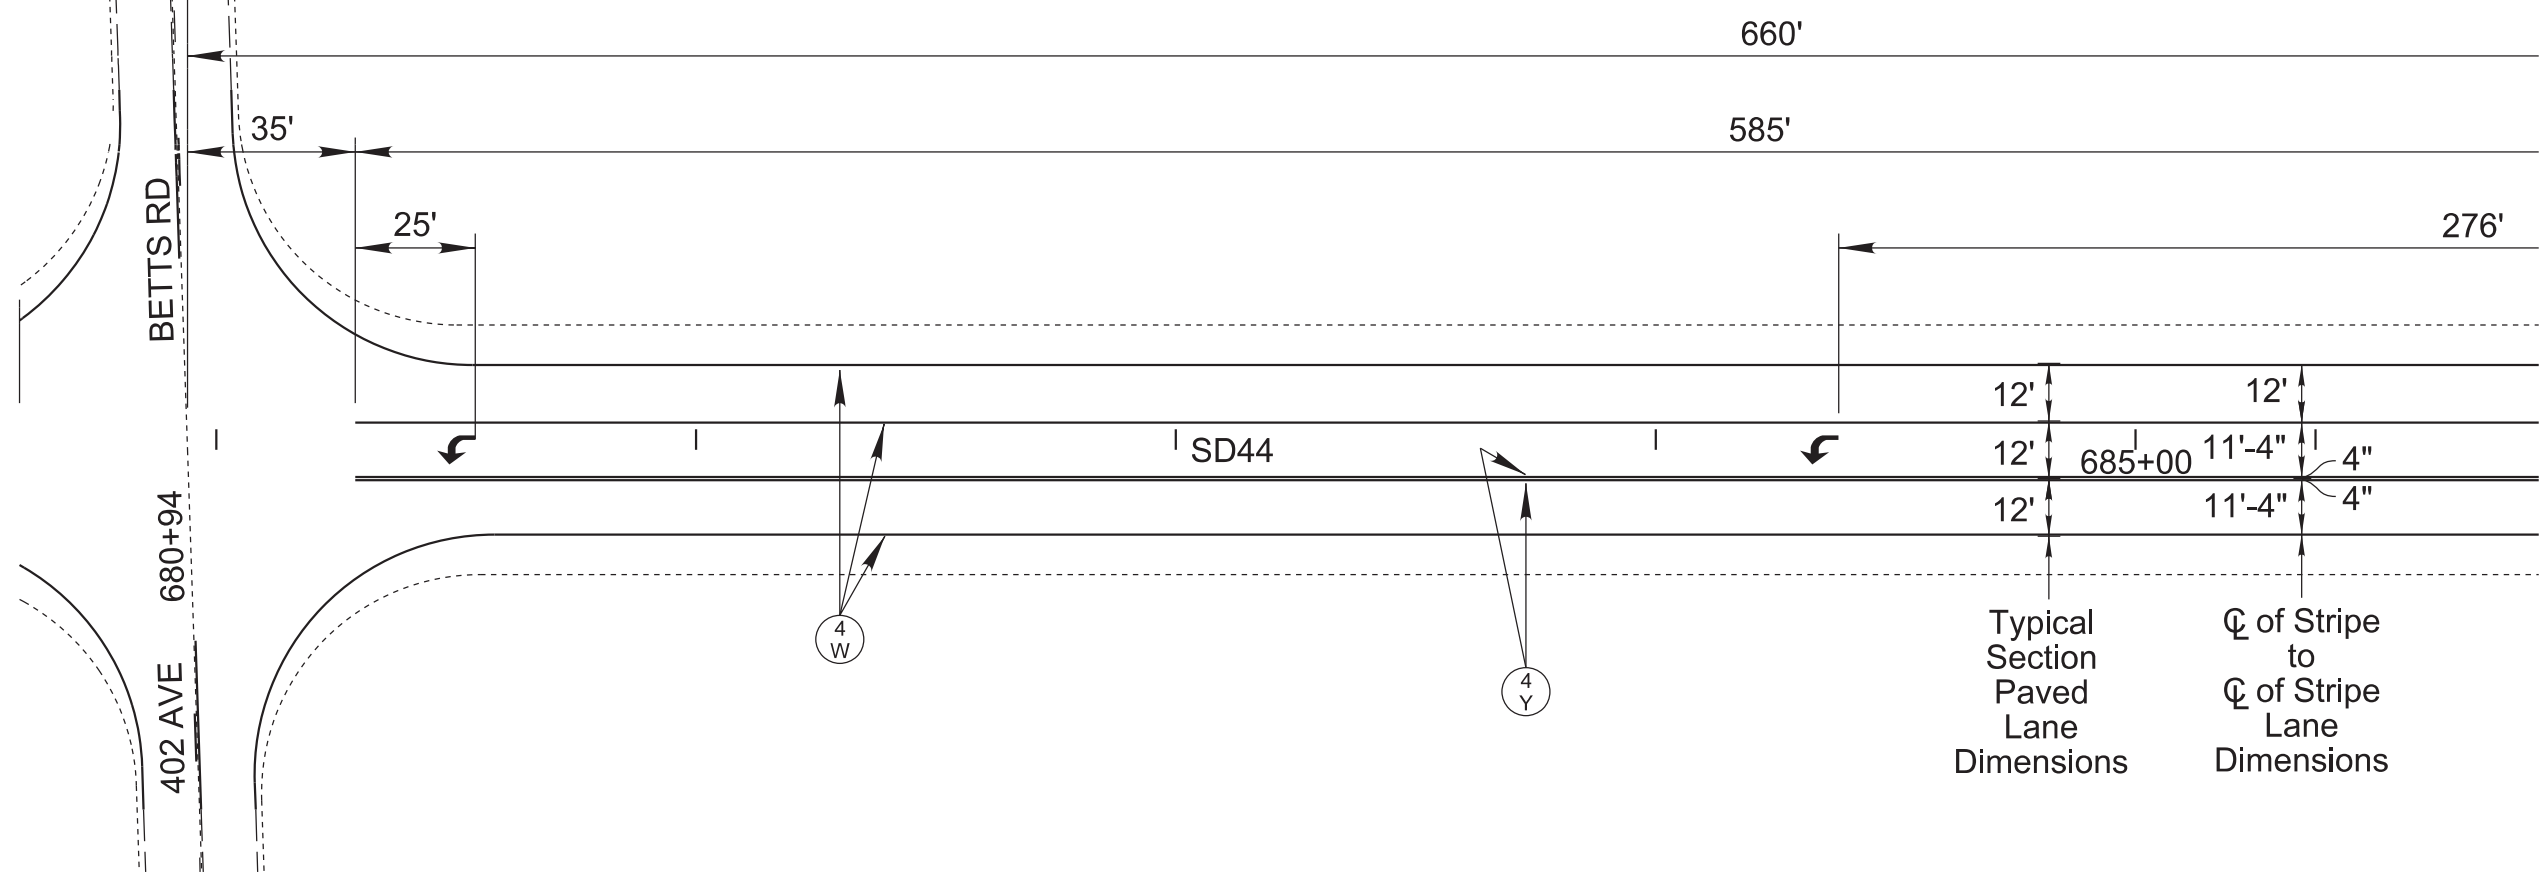 660'
35'
585'
25'
276'
BETTS RD
12'
12'
SD44
12'
685+00
11'-4"
4"
12'
11'-4"
4"
680+94
402 AVE
4
W
4
Y
Typical
Section
Paved
Lane
Dimensions
℄ of Stripe
to
℄ of Stripe
Lane
Dimensions